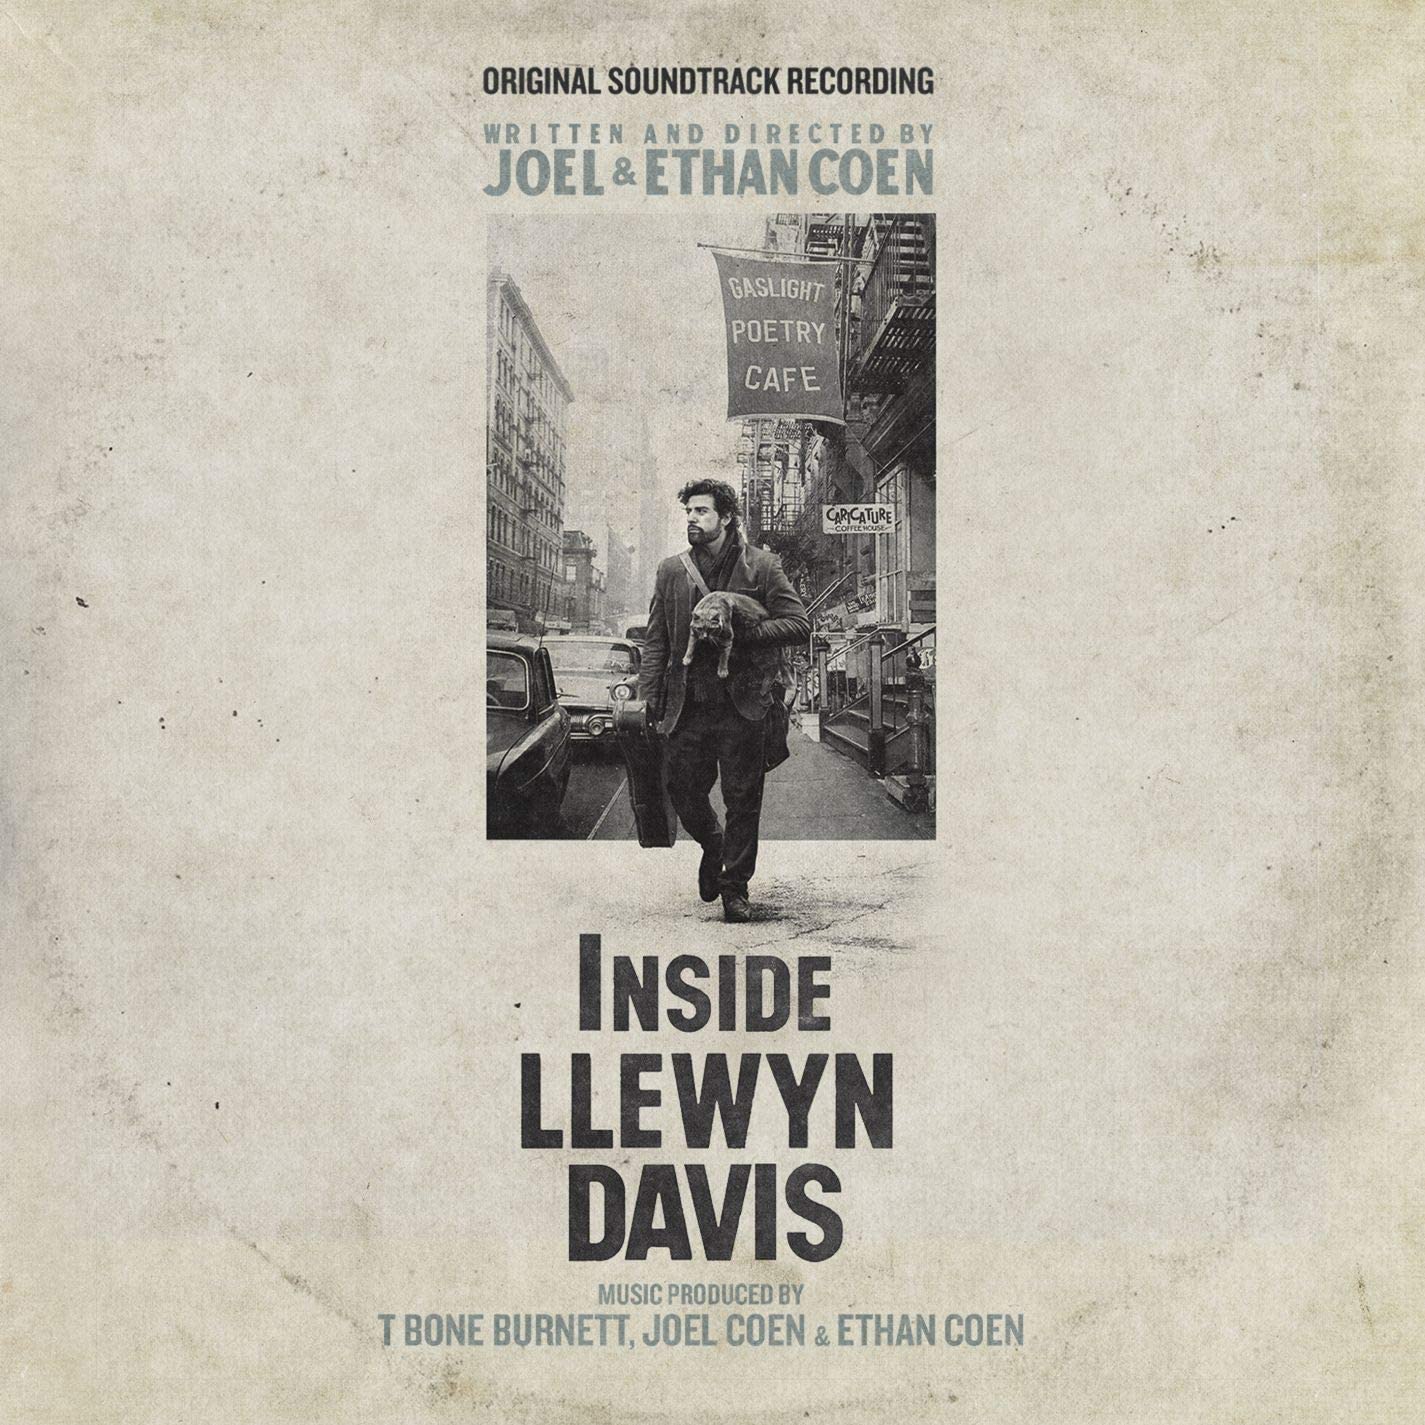 ORIGINAL SOUNDTRACK RECORDING
WRITTEN AND DIRECTED BY
JOEL & ETHAN COEN
GASLIGHT
POETRY
CAFE
CARICATURE
COFFEE HOUSE
INSIDE
LLEWYN
DAVIS
MUSIC PRODUCED BY
T BONE BURNETT, JOEL COEN & ETHAN COEN